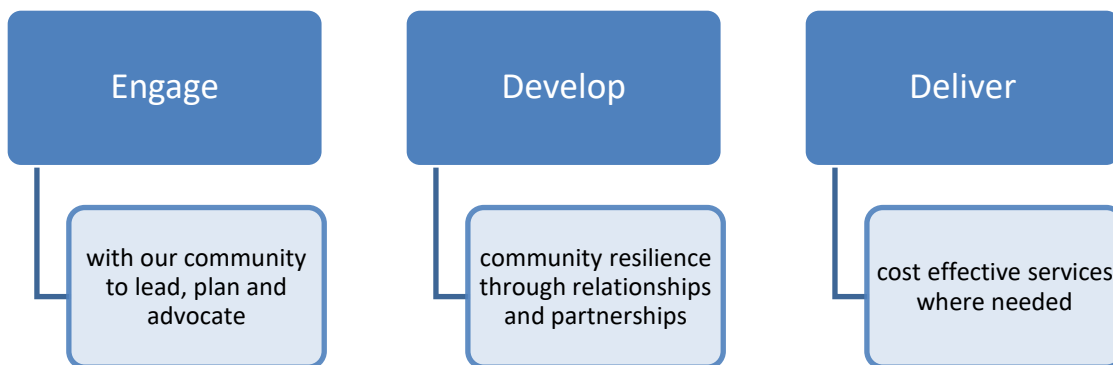 Engage
with our community
to lead, plan and
advocate
Develop
community resilience
through relationships
and partnerships
Deliver
cost effective services
where needed